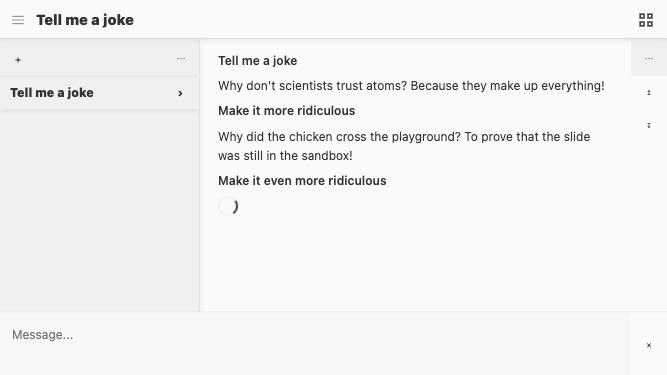 Tell me a joke
Tell me a joke
Tell me a joke
Why don't scientists trust atoms? Because they make up everything!
Make it more ridiculous
Why did the chicken cross the playground? To prove that the slide
was still in the sandbox!
Make it even more ridiculous
Message...